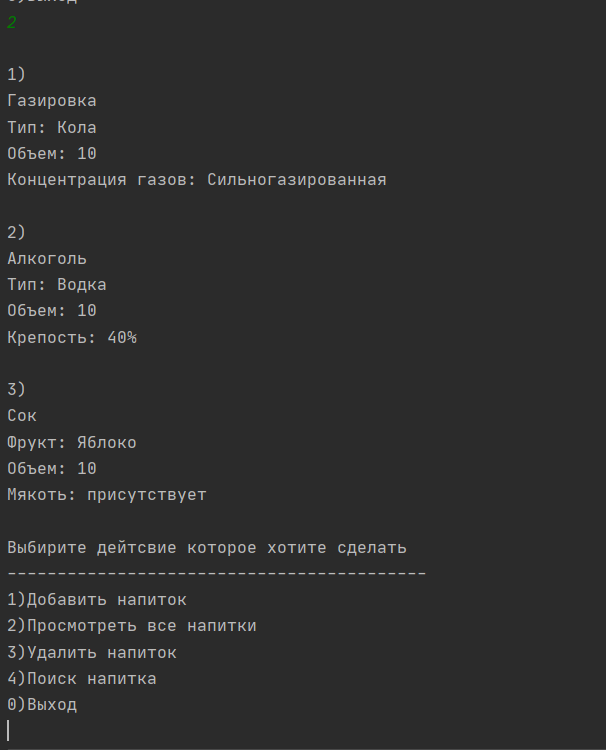 2
1)
Газировка
Тип: Кола
Объем: 10
Концентрация газов: Сильногазированная
2)
Алкоголь
Тип: Водка
Объем: 10
Крепость: 40%
3)
Сок
Фрукт: Яблоко
Объем: 10
Мякоть: присутствует
Выбирите дейтсвие которое хотите сделать
------------------------------------------
1)Добавить напиток
2)Просмотреть все напитки
3)Удалить напиток
4)Поиск напитка
0)Выход